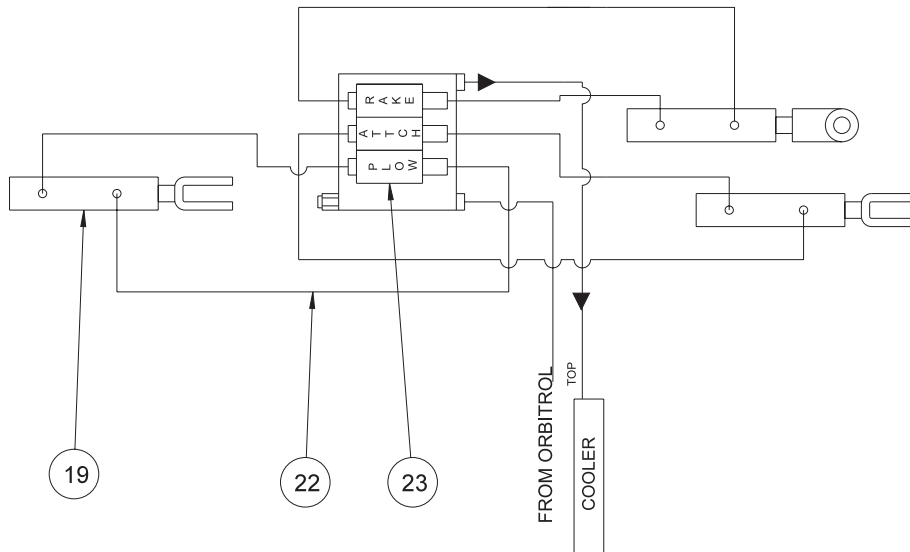 RAKE
ATTCH
PLOW
FROM ORBITROL
TOP
COOLER
19
22
23